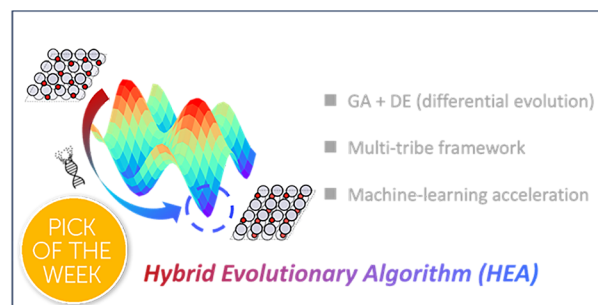 GA + DE (differential evolution)
Multi-tribe framework
Machine-learning acceleration
PICK
OF THE
WEEK
Hybrid Evolutionary Algorithm (HEA)